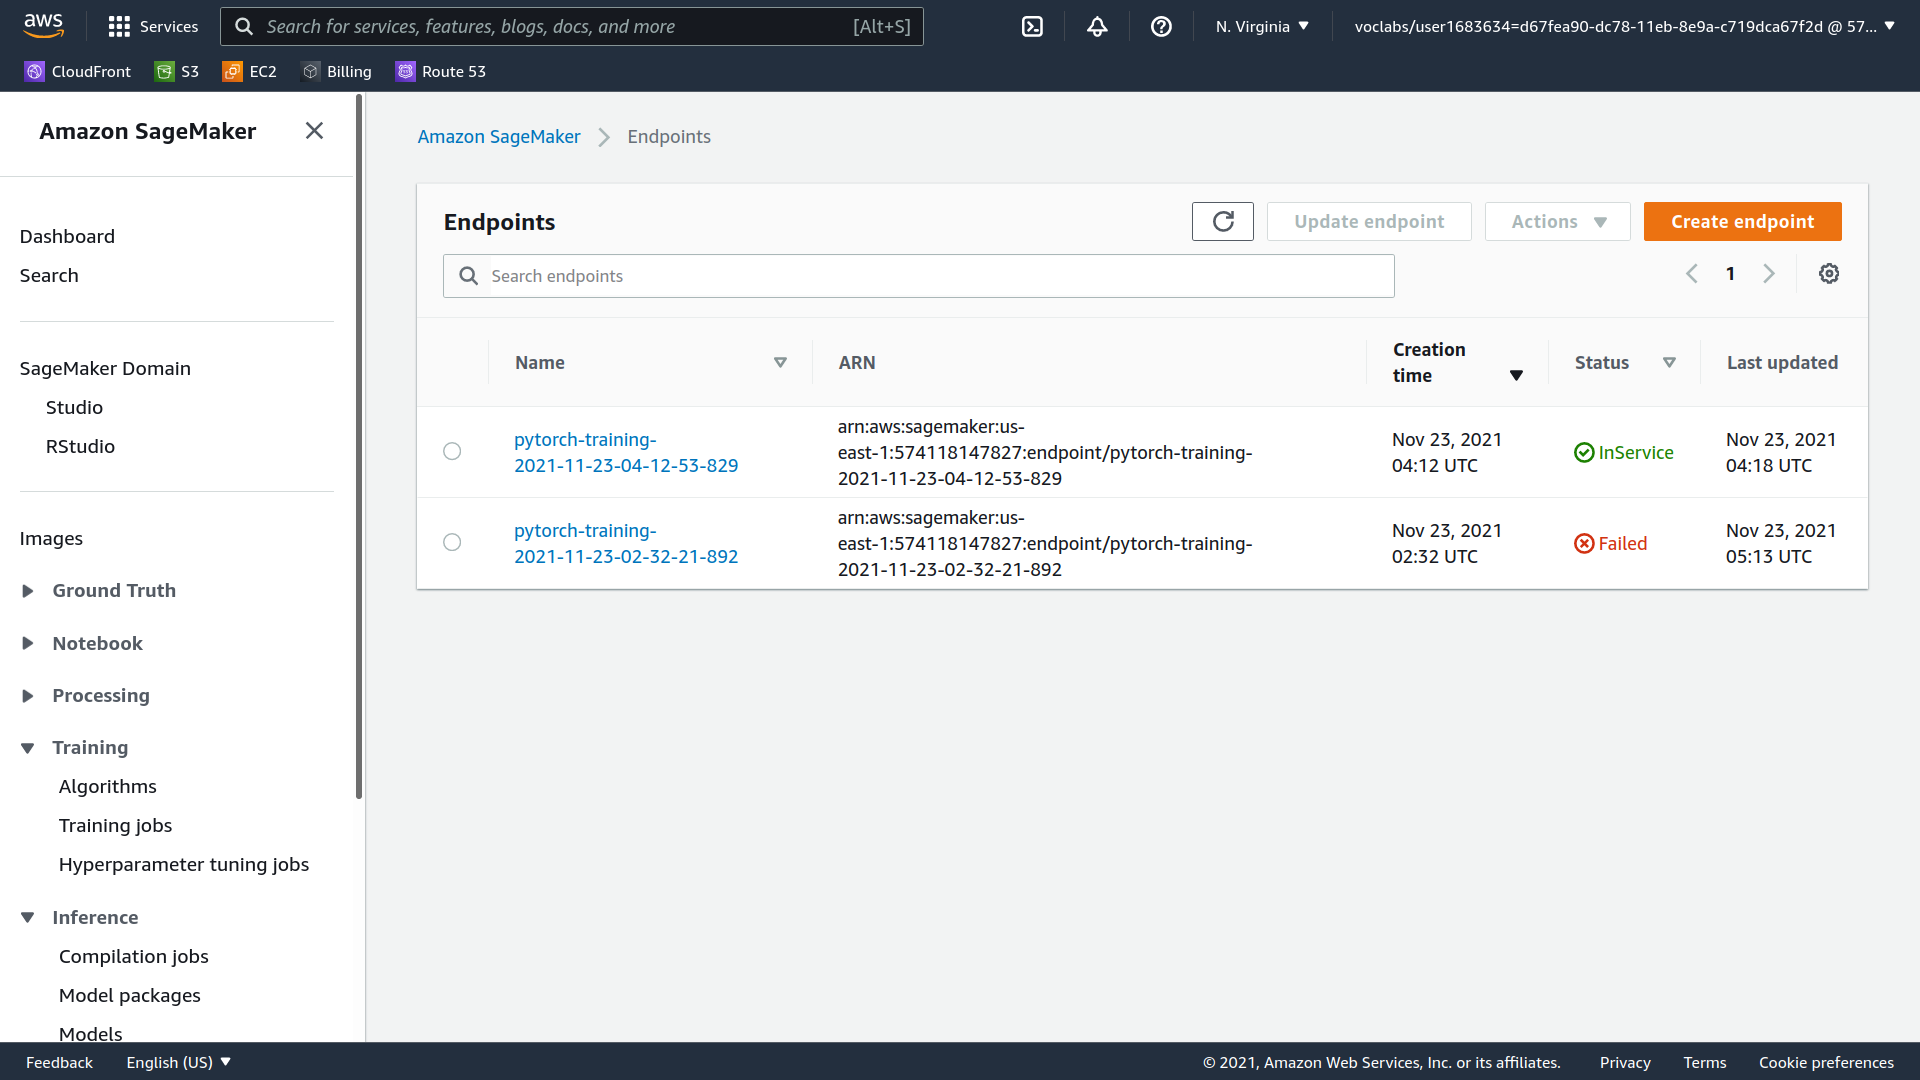 aws
Services
Search for services, features, blogs, docs, and more [Alt+S]
N. Virginia
voclabs/user1683634=d67fea90-dc78-11eb-8e9a-c719dca67f2d @ 57...
CloudFront
S3
EC2
Billing
Route 53
Amazon SageMaker
Dashboard
Search
SageMaker Domain
Studio
RStudio
Images
Ground Truth
Notebook
Processing
Training
Algorithms
Training jobs
Hyperparameter tuning jobs
Inference
Compilation jobs
Model packages
Models
Amazon SageMaker
Endpoints
Endpoints
Update endpoint
Actions
Create endpoint
Search endpoints
1
Name
ARN
Creation
time
Status
Last updated
pytorch-training-
2021-11-23-04-12-53-829
arn:aws:sagemaker:us-
east-1:574118147827:endpoint/pytorch-training-
2021-11-23-04-12-53-829
Nov 23, 2021
04:12 UTC
InService
Nov 23, 2021
04:18 UTC
pytorch-training-
2021-11-23-02-32-21-892
arn:aws:sagemaker:us-
east-1:574118147827:endpoint/pytorch-training-
2021-11-23-02-32-21-892
Nov 23, 2021
02:32 UTC
Failed
Nov 23, 2021
05:13 UTC
Feedback
English (US)
© 2021, Amazon Web Services, Inc. or its affiliates.
Privacy
Terms
Cookie preferences